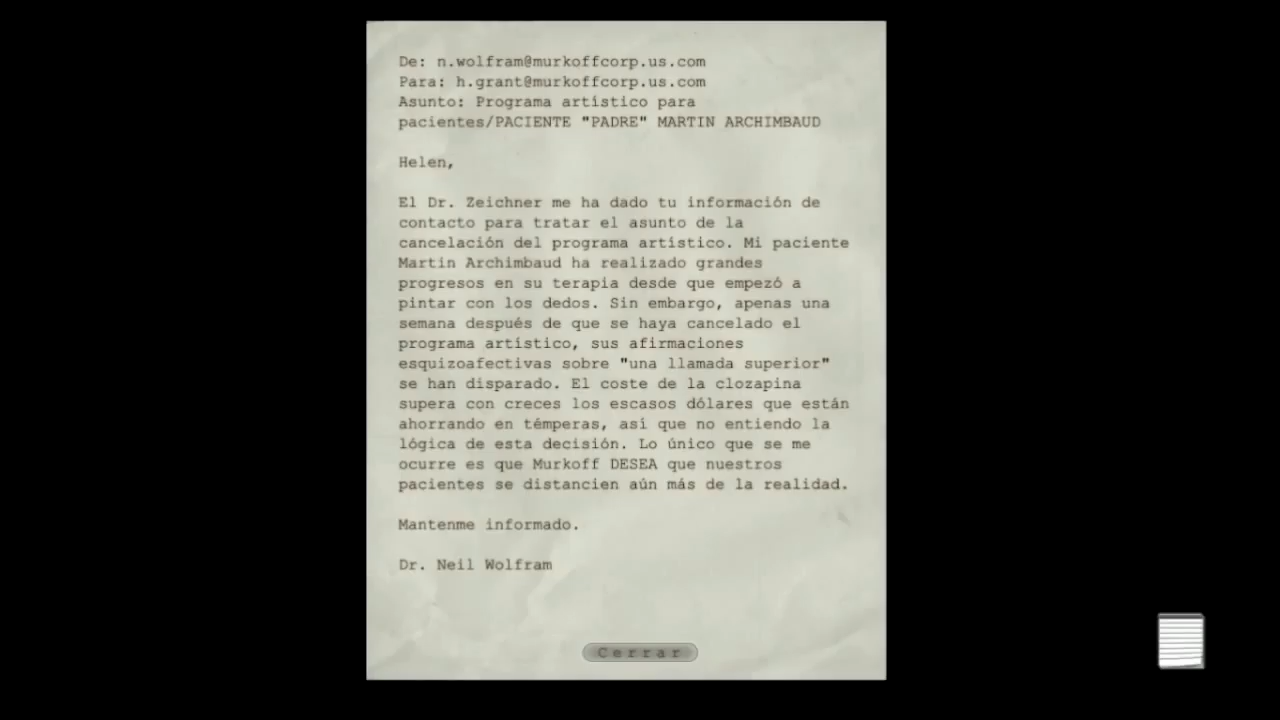 De: n.wolfram@murkoffcorp.us.com
Para: h.grant@murkoffcorp.us.com
Asunto: Programa artístico para
pacientes/PACIENTE "PADRE" MARTIN ARCHIMBAUD
Helen,
El Dr. Zeichner me ha dado tu información de
contacto para tratar el asunto de la
cancelación del programa artístico. Mi paciente
Martin Archimbaud ha realizado grandes
progresos en su terapia desde que empezó a
pintar con los dedos. Sin embargo, apenas una
semana después de que se haya cancelado el
programa artístico, sus afirmaciones
esquizoafectivas sobre "una llamada superior"
se han disparado. El coste de la clozapina
supera con creces los escasos dólares que están
ahorrando en témperas, así que no entiendo la
lógica de esta decisión. Lo único que se me
ocurre es que Murkoff DESEA que nuestros
pacientes se distancien aún más de la realidad.
Mantenme informado.
Dr. Neil Wolfram
Cerrar